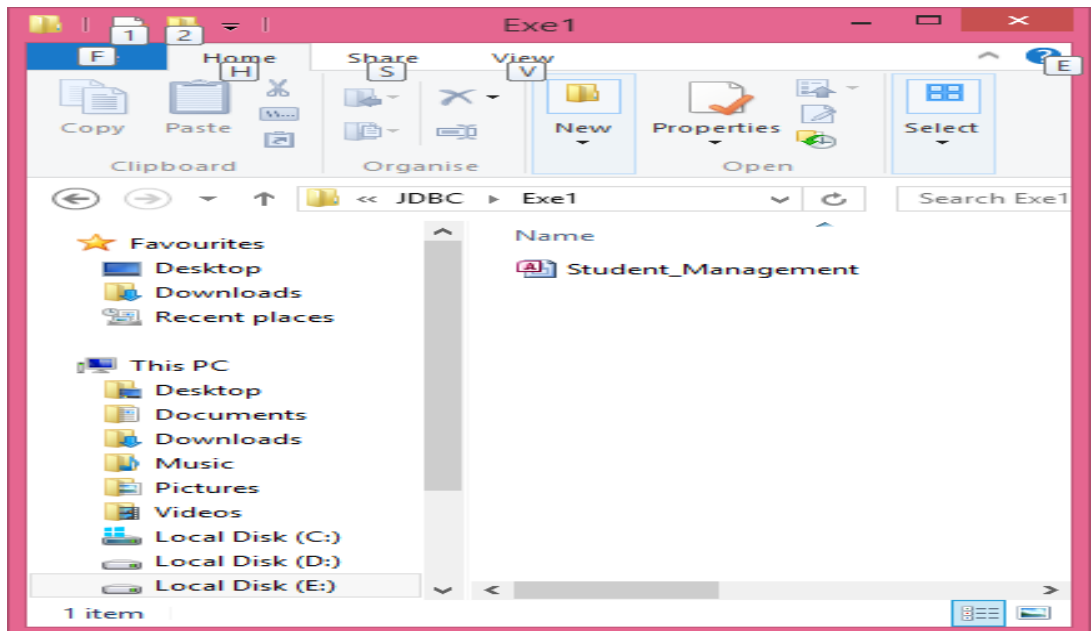 1 2 Exe1
F Home Share View
H S V E
Copy Paste New Properties Select
Clipboard Organise Open
« JDBC ▸ Exe1 Search Exe1
Favourites
Desktop
Downloads
Recent places
This PC
Desktop
Documents
Downloads
Music
Pictures
Videos
Local Disk (C:)
Local Disk (D:)
Local Disk (E:)
Name
Student_Management
1 item